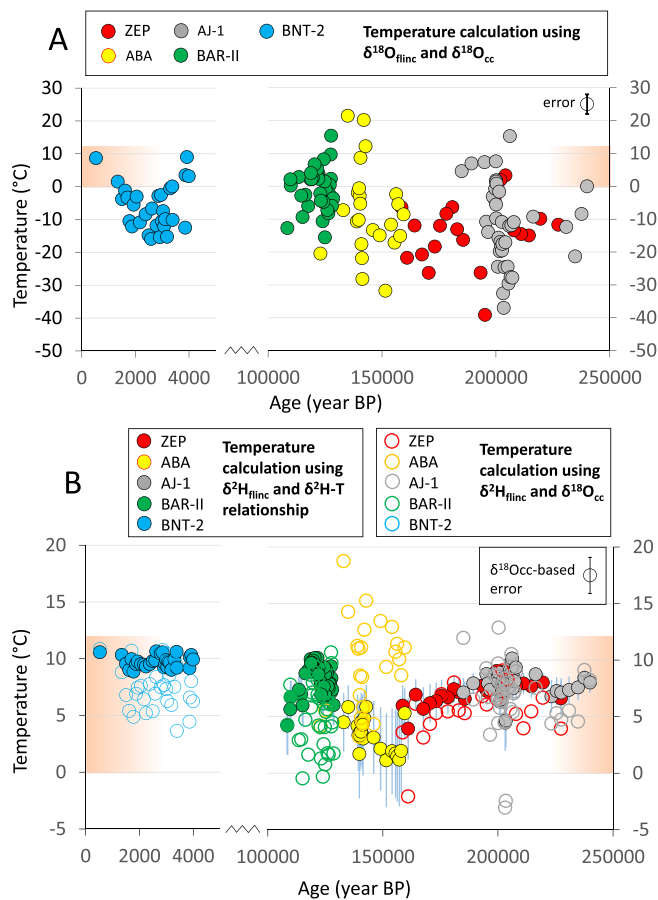 A
ZEP
AJ-1
BNT-2
ABA
BAR-II
Temperature calculation using
δ¹⁸Oflinc and δ¹⁸Occ
30
20
10
0
-10
-20
-30
-40
-50
Temperature (°C)
error
30
20
10
0
-10
-20
-30
-40
-50
0
2000
4000
100000
150000
200000
250000
Age (year BP)
B
ZEP
ABA
AJ-1
BAR-II
BNT-2
Temperature
calculation using
δ²Hflinc and δ²H-T
relationship
ZEP
ABA
AJ-1
BAR-II
BNT-2
Temperature
calculation using
δ²Hflinc and δ¹⁸Occ
20
15
10
5
0
-5
Temperature (°C)
δ¹⁸Occ-based
error
20
15
10
5
0
-5
0
2000
4000
100000
150000
200000
250000
Age (year BP)